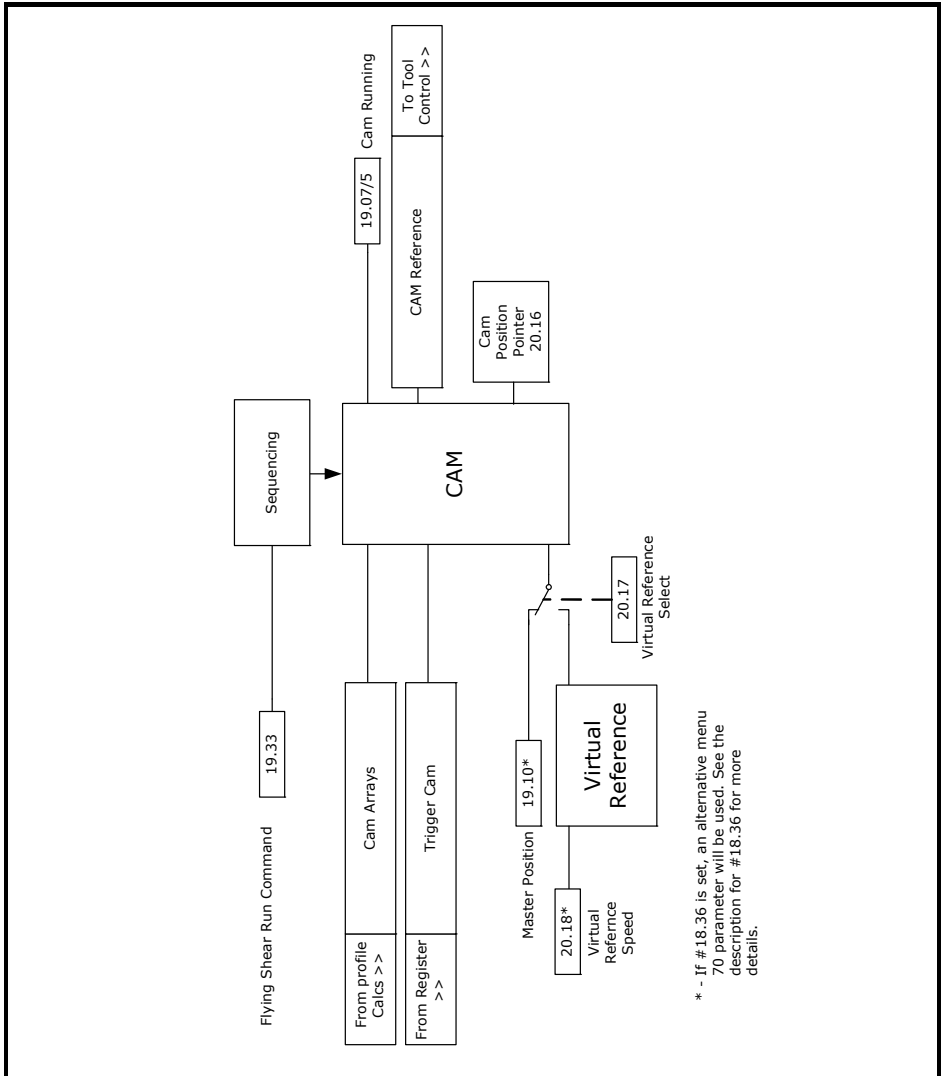 Flying Shear Run Command
19.33
Sequencing
From profile
Calcs >>
Cam Arrays
From Register
>>
Trigger Cam
CAM
19.07/5
Cam Running
CAM Reference
To Tool
Control >>
Cam
Position
Pointer
20.16
Master Position
19.10*
20.18*
Virtual
Refernce
Speed
Virtual
Reference
20.17
Virtual Reference
Select
* - If #18.36 is set, an alternative menu
70 parameter will be used. See the
description for #18.36 for more
details.